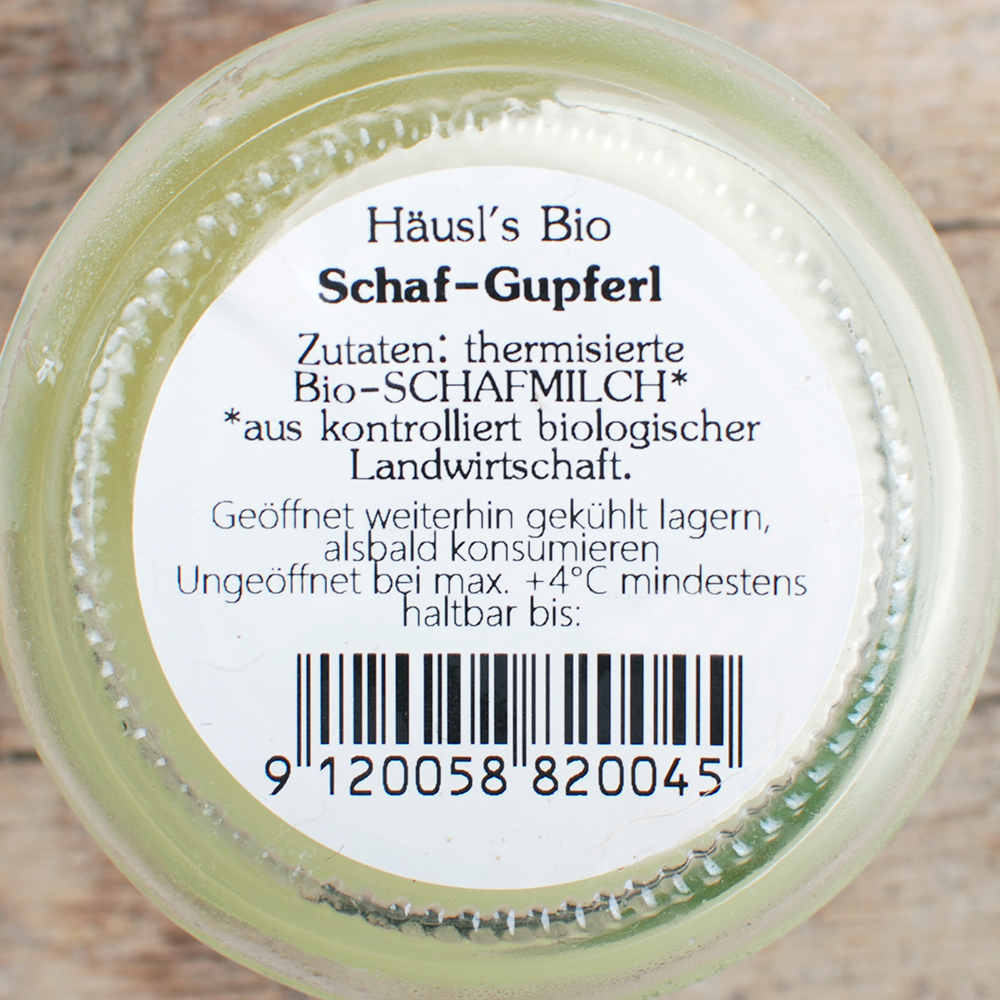 Häusl's Bio
Schaf-Gupferl
Zutaten: thermisierte
Bio-SCHAFMILCH*
*aus kontrolliert biologischer
Landwirtschaft.
Geöffnet weiterhin gekühlt lagern,
alsbald konsumieren
Ungeöffnet bei max. +4°C mindestens
haltbar bis:
9 120058 820045